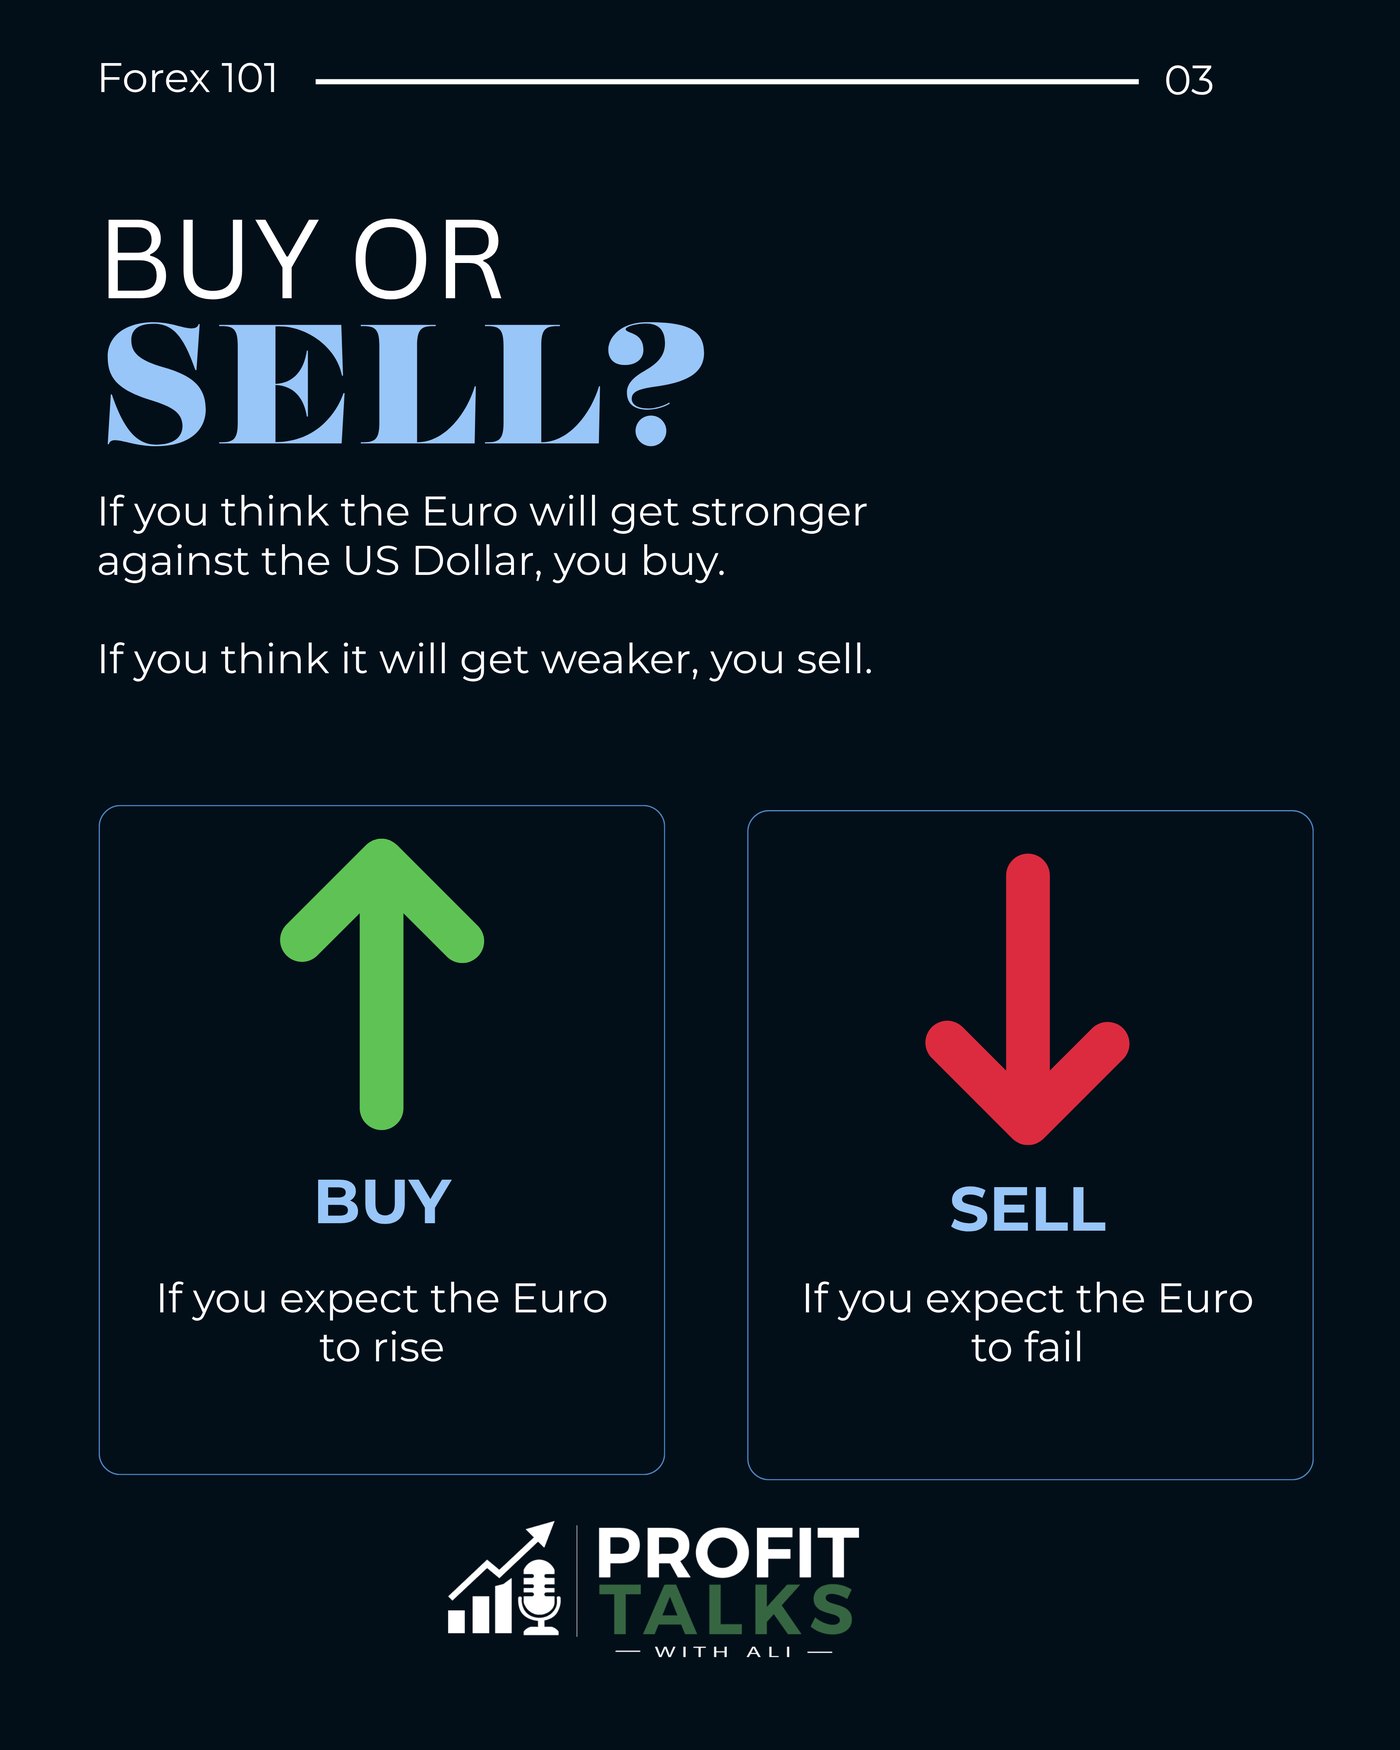 Forex 101
03
BUY OR
SELL?
If you think the Euro will get stronger
against the US Dollar, you buy.
If you think it will get weaker, you sell.
BUY
If you expect the Euro
to rise
SELL
If you expect the Euro
to fail
PROFIT
TALKS
WITH ALI